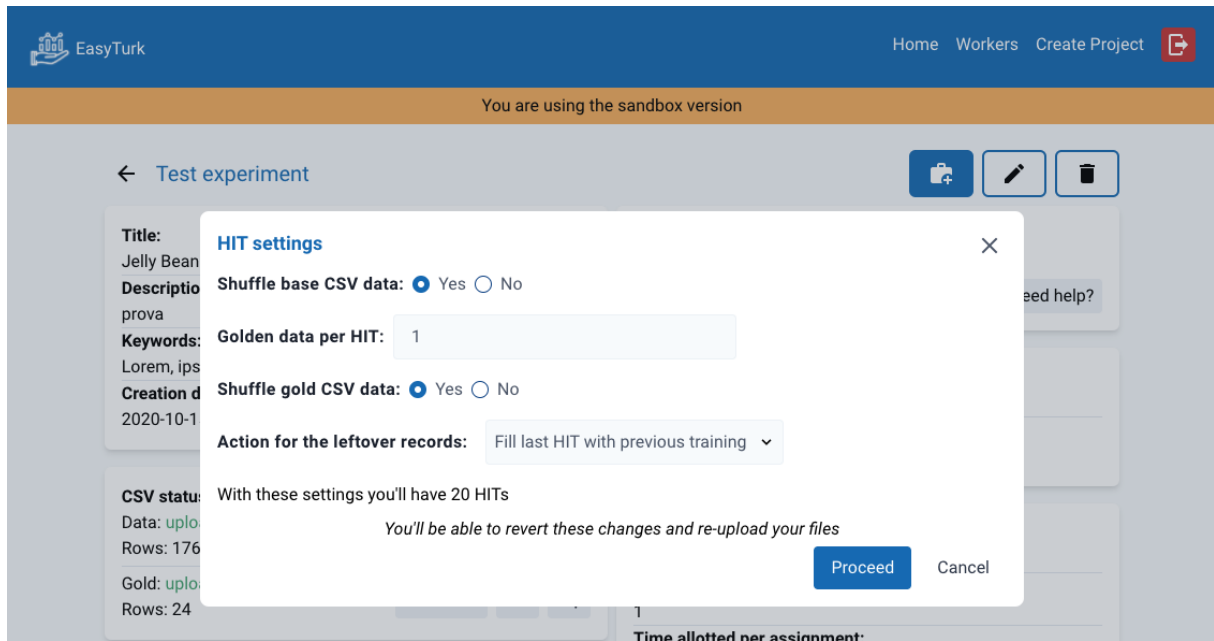 EasyTurk
Home Workers Create Project
You are using the sandbox version
Test experiment
Title:
Jelly Bean
HIT settings
Descriptio
Shuffle base CSV data: Yes No
prova
eed help?
Keywords:
Golden data per HIT: 1
Lorem, ips
Creation d
Shuffle gold CSV data: Yes No
2020-10-1
Action for the leftover records: Fill last HIT with previous training
CSV statu
With these settings you'll have 20 HITs
Data: uplo
You'll be able to revert these changes and re-upload your files
Rows: 176
Proceed Cancel
Gold: uplo
Rows: 24
1
Time allotted per assignment: